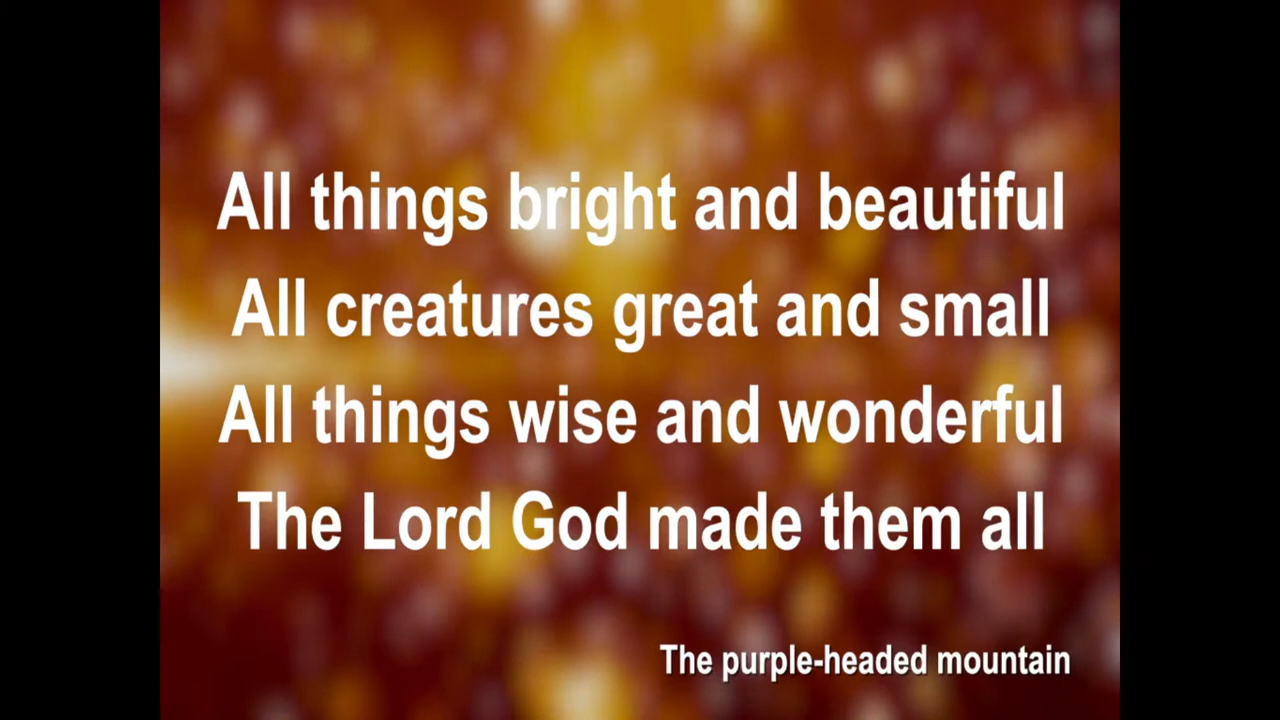 All things bright and beautiful
All creatures great and small
All things wise and wonderful
The Lord God made them all
The purple-headed mountain